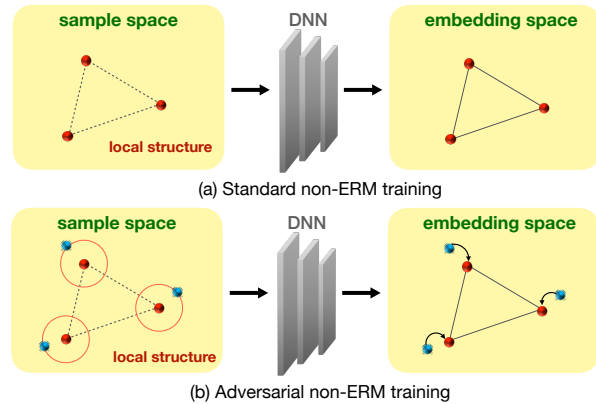 sample space
DNN
embedding space
local structure
(a) Standard non-ERM training
sample space
DNN
embedding space
local structure
(b) Adversarial non-ERM training